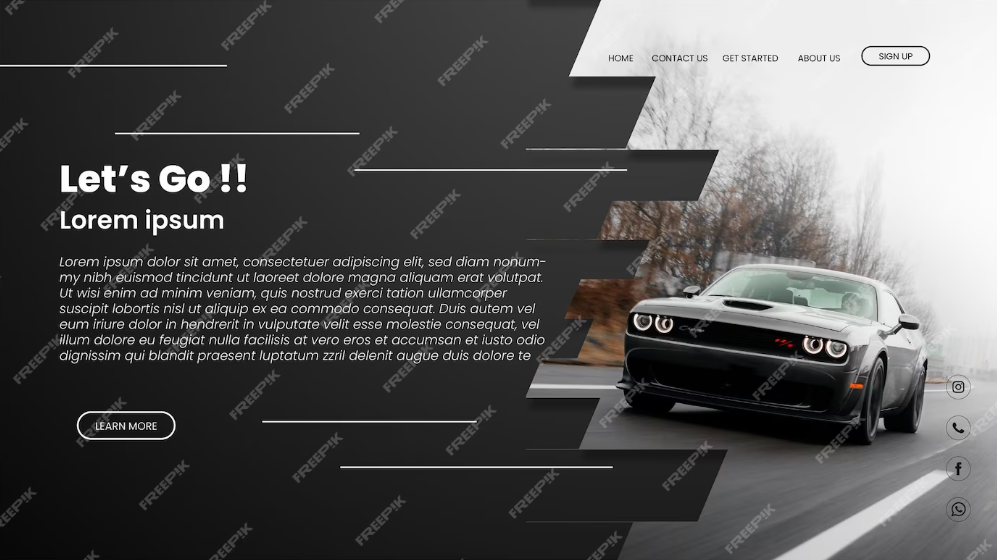 HOME CONTACT US GET STARTED ABOUT US SIGN UP
Let's Go !!
Lorem ipsum
Lorem ipsum dolor sit amet, consectetuer adipiscing elit, sed diam nonum-
my nibh euismod tincidunt ut laoreet dolore magna aliquam erat volutpat.
Ut wisi enim ad minim veniam, quis nostrud exerci tation ullamcorper
suscipit lobortis nisl ut aliquip ex ea commodo consequat. Duis autem vel
eum iriure dolor in hendrerit in vulputate velit esse molestie consequat, vel
illum dolore eu feugiat nulla facilisis at vero eros et accumsan et iusto odio
dignissim qui blandit praesent luptatum zzril delenit augue duis dolore te
LEARN MORE
R/T
FREEPIK